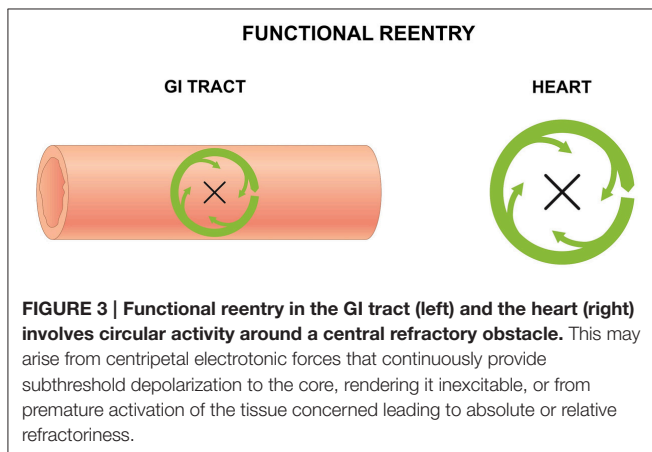 FUNCTIONAL REENTRY
GI TRACT
HEART
FIGURE 3 | Functional reentry in the GI tract (left) and the heart (right)
involves circular activity around a central refractory obstacle. This may
arise from centripetal electrotonic forces that continuously provide
subthreshold depolarization to the core, rendering it inexcitable, or from
premature activation of the tissue concerned leading to absolute or relative
refractoriness.